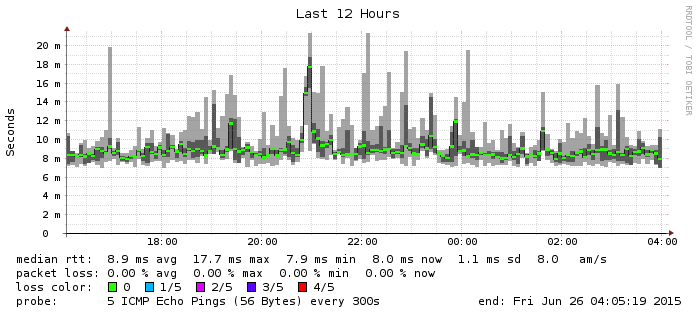 Last 12 Hours
RRDTOOL / TOBI OETIKER
Seconds
20 m
18 m
16 m
14 m
12 m
10 m
8 m
6 m
4 m
2 m
0
18:00 20:00 22:00 00:00 02:00 04:00
median rtt: 8.9 ms avg 17.7 ms max 7.9 ms min 8.0 ms now 1.1 ms sd 8.0 am/s
packet loss: 0.00 % avg 0.00 % max 0.00 % min 0.00 % now
loss color: 0 1/5 2/5 3/5 4/5
probe: 5 ICMP Echo Pings (56 Bytes) every 300s end: Fri Jun 26 04:05:19 2015